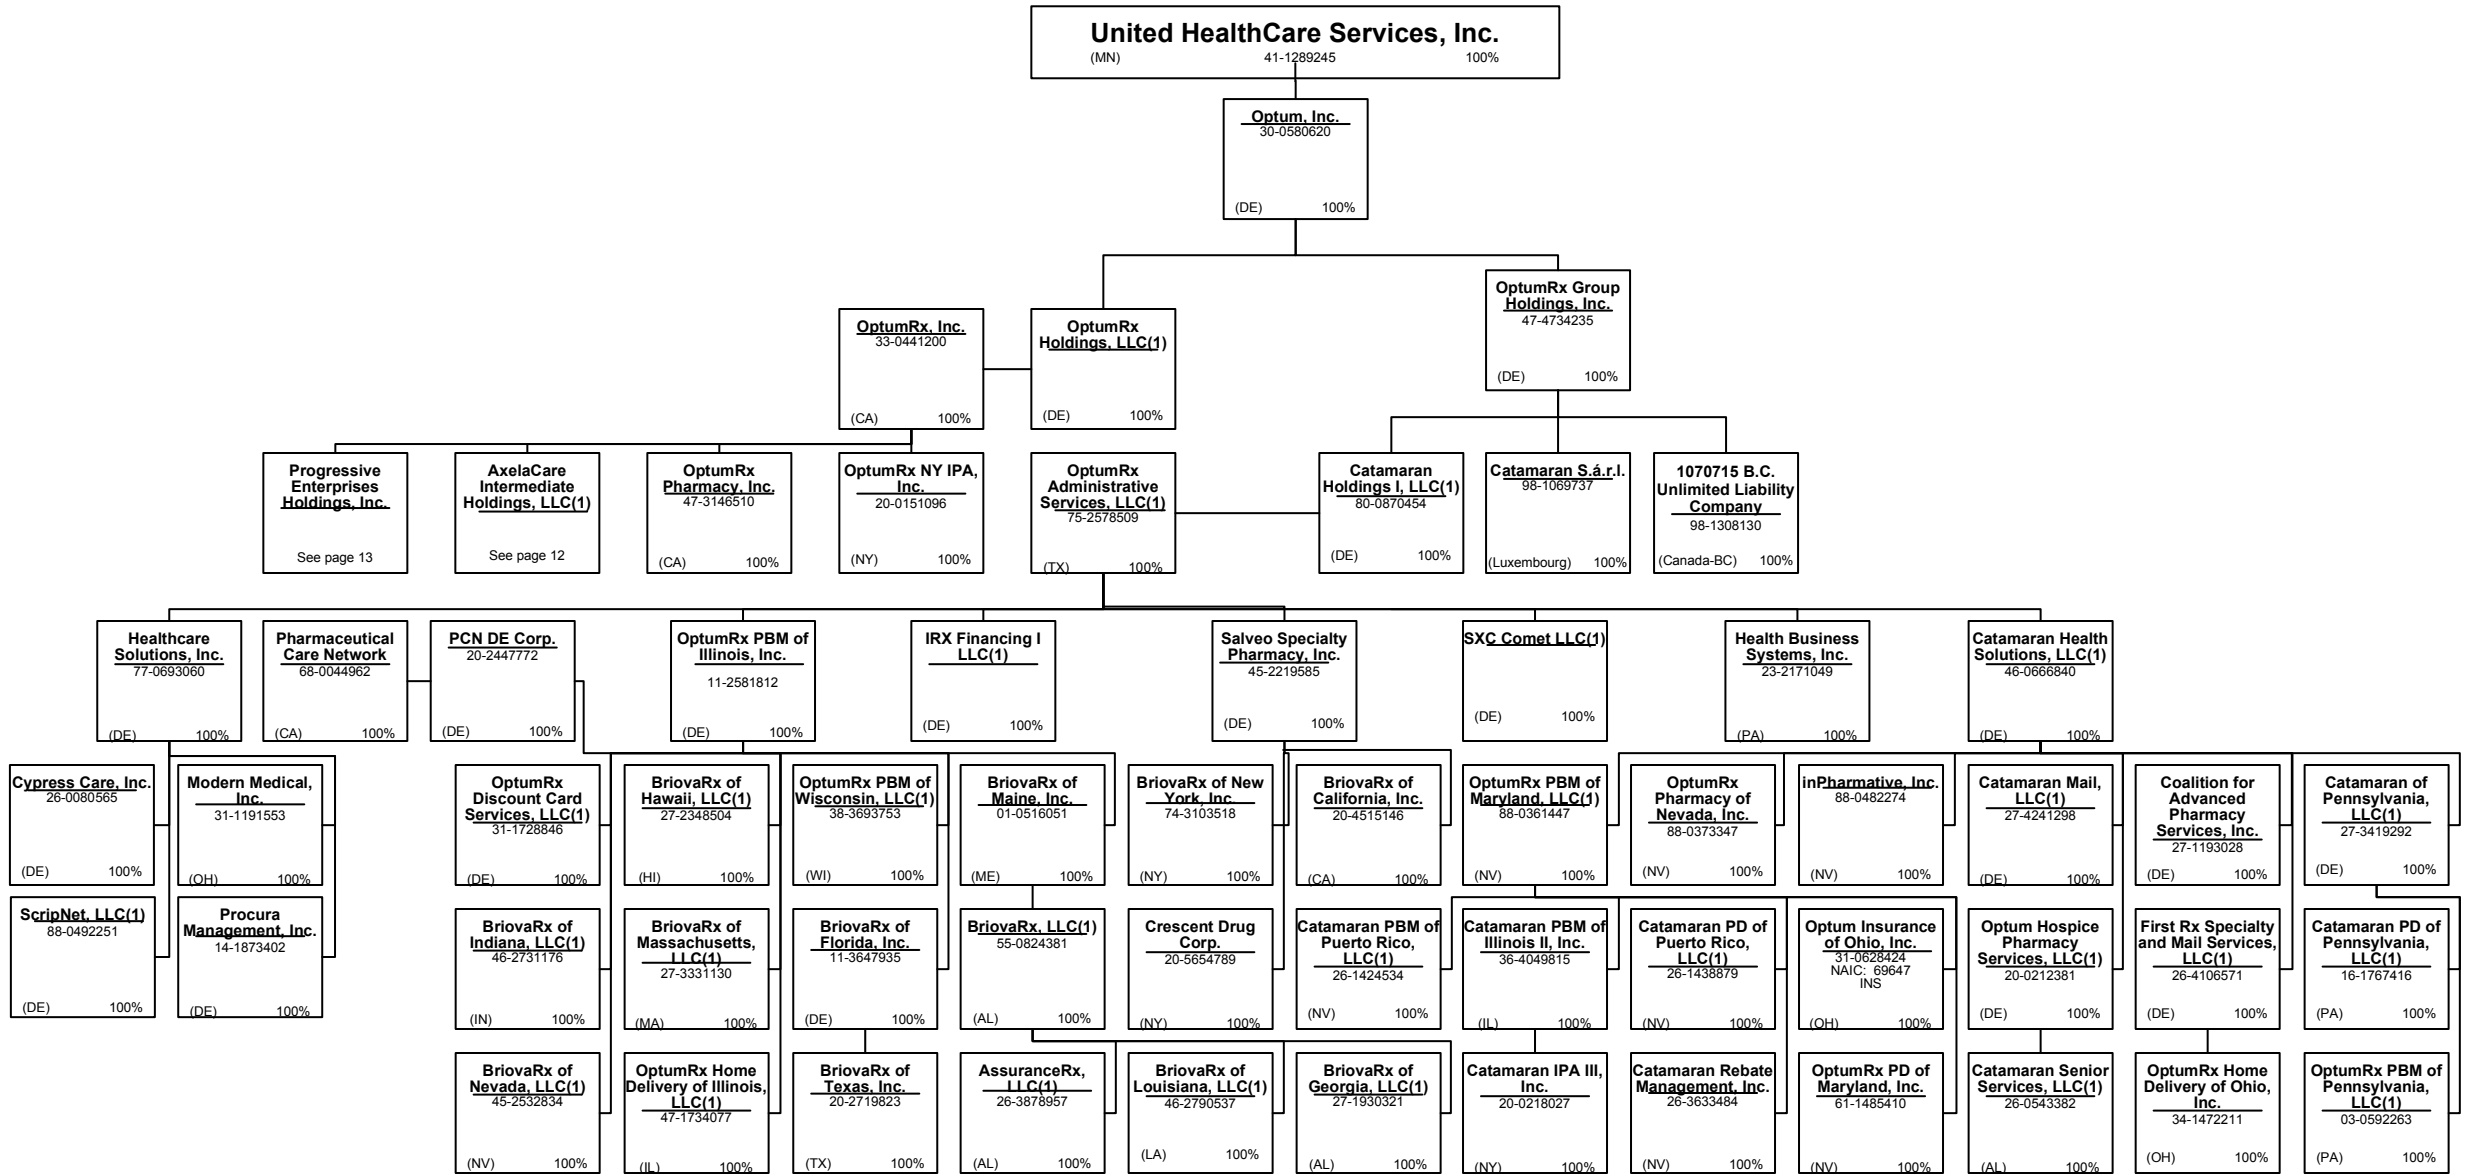 United HealthCare Services, Inc.
(MN) 41-1289245 100%
Optum, Inc.
30-0580620
(DE) 100%
OptumRx Group
Holdings, Inc.
47-4734235
(DE) 100%
OptumRx, Inc.
33-0441200
(CA) 100%
OptumRx
Holdings, LLC(1)
(DE) 100%
Progressive
Enterprises
Holdings, Inc.
See page 13
AxelaCare
Intermediate
Holdings, LLC(1)
See page 12
OptumRx
Pharmacy, Inc.
47-3146510
(CA) 100%
OptumRx NY IPA,
Inc.
20-0151096
(NY) 100%
OptumRx
Administrative
Services, LLC(1)
75-2578509
(TX) 100%
Catamaran
Holdings I, LLC(1)
80-0870454
(DE) 100%
Catamaran S.á.r.l.
98-1069737
(Luxembourg) 100%
1070715 B.C.
Unlimited Liability
Company
98-1308130
(Canada-BC) 100%
Healthcare
Solutions, Inc.
77-0693060
(DE) 100%
Pharmaceutical
Care Network
68-0044962
(CA) 100%
PCN DE Corp.
20-2447772
(DE) 100%
OptumRx PBM of
Illinois, Inc.
11-2581812
(DE) 100%
IRX Financing I
LLC(1)
(DE) 100%
Salveo Specialty
Pharmacy, Inc.
45-2219585
(DE) 100%
SXC Comet LLC(1)
(DE) 100%
Health Business
Systems, Inc.
23-2171049
(PA) 100%
Catamaran Health
Solutions, LLC(1)
46-0666840
(DE) 100%
Cypress Care, Inc.
26-0080565
(DE) 100%
Modern Medical,
Inc.
31-1191553
(OH) 100%
OptumRx
Discount Card
Services, LLC(1)
31-1728846
(DE) 100%
BriovaRx of
Hawaii, LLC(1)
27-2348504
(HI) 100%
OptumRx PBM of
Wisconsin, LLC(1)
38-3693753
(WI) 100%
BriovaRx of
Maine, Inc.
01-0516051
(ME) 100%
BriovaRx of New
York, Inc.
74-3103518
(NY) 100%
BriovaRx of
California, Inc.
20-4515146
(CA) 100%
OptumRx PBM of
Maryland, LLC(1)
88-0361447
(NV) 100%
OptumRx
Pharmacy of
Nevada, Inc.
88-0373347
(NV) 100%
inPharmative, Inc.
88-0482274
(NV) 100%
Catamaran Mail,
LLC(1)
27-4241298
(DE) 100%
Coalition for
Advanced
Pharmacy
Services, Inc.
27-1193028
(DE) 100%
Catamaran of
Pennsylvania,
LLC(1)
27-3419292
(DE) 100%
ScripNet, LLC(1)
88-0492251
(DE) 100%
Procura
Management, Inc.
14-1873402
(DE) 100%
BriovaRx of
Indiana, LLC(1)
46-2731176
(IN) 100%
BriovaRx of
Massachusetts,
LLC(1)
27-3331130
(MA) 100%
BriovaRx of
Florida, Inc.
11-3647935
(DE) 100%
BriovaRx, LLC(1)
55-0824381
(AL) 100%
Crescent Drug
Corp.
20-5654789
(NY) 100%
Catamaran PBM of
Puerto Rico,
LLC(1)
26-1424534
(NV) 100%
Catamaran PBM of
Illinois II, Inc.
36-4049815
(IL) 100%
Catamaran PD of
Puerto Rico,
LLC(1)
26-1438879
(NV) 100%
Optum Insurance
of Ohio, Inc.
31-0628424
NAIC: 69647
INS
(OH) 100%
Optum Hospice
Pharmacy
Services, LLC(1)
20-0212381
(DE) 100%
First Rx Specialty
and Mail Services,
LLC(1)
26-4106571
(DE) 100%
Catamaran PD of
Pennsylvania,
LLC(1)
16-1767416
(PA) 100%
BriovaRx of
Nevada, LLC(1)
45-2532834
(NV) 100%
OptumRx Home
Delivery of Illinois,
LLC(1)
47-1734077
(IL) 100%
BriovaRx of
Texas, Inc.
20-2719823
(TX) 100%
AssuranceRx,
LLC(1)
26-3878957
(AL) 100%
BriovaRx of
Louisiana, LLC(1)
46-2790537
(LA) 100%
BriovaRx of
Georgia, LLC(1)
27-1930321
(AL) 100%
Catamaran IPA III,
Inc.
20-0218027
(NY) 100%
Catamaran Rebate
Management, Inc.
26-3633484
(NV) 100%
OptumRx PD of
Maryland, Inc.
61-1485410
(NV) 100%
Catamaran Senior
Services, LLC(1)
26-0543382
(AL) 100%
OptumRx Home
Delivery of Ohio,
Inc.
34-1472211
(OH) 100%
OptumRx PBM of
Pennsylvania,
LLC(1)
03-0592263
(PA) 100%